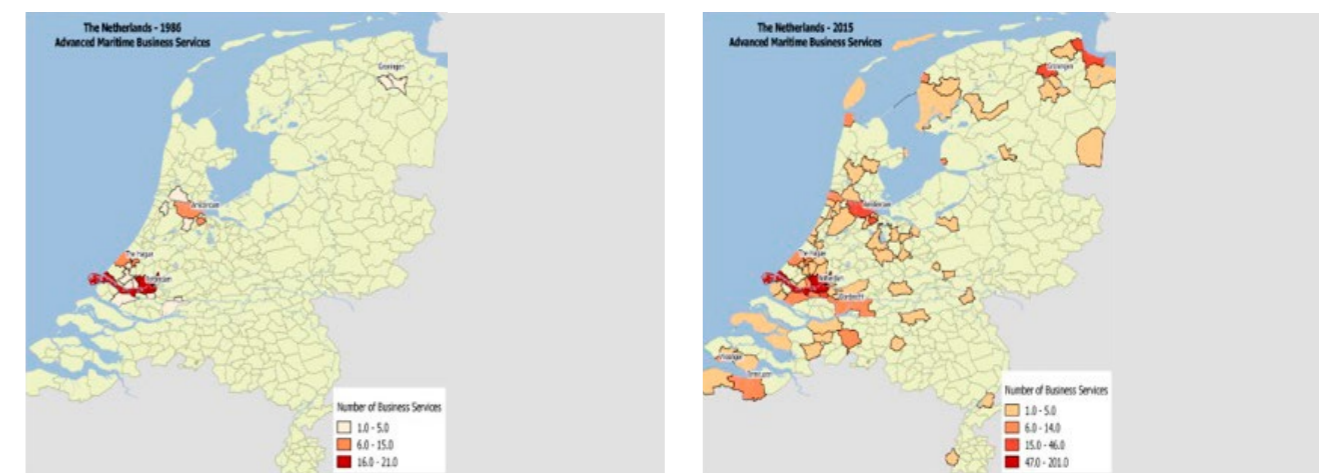 The Netherlands - 1986
Advanced Maritime Business Services
Groningen
Amsterdam
The Hague
Rotterdam
Number of Business Services
1.0 - 5.0
6.0 - 15.0
16.0 - 21.0
The Netherlands - 2015
Advanced Maritime Business Services
Groningen
Amsterdam
The Hague
Rotterdam
Dordrecht
Vlissingen
Terneuzen
Number of Business Services
1.0 - 5.0
6.0 - 14.0
15.0 - 46.0
47.0 - 201.0